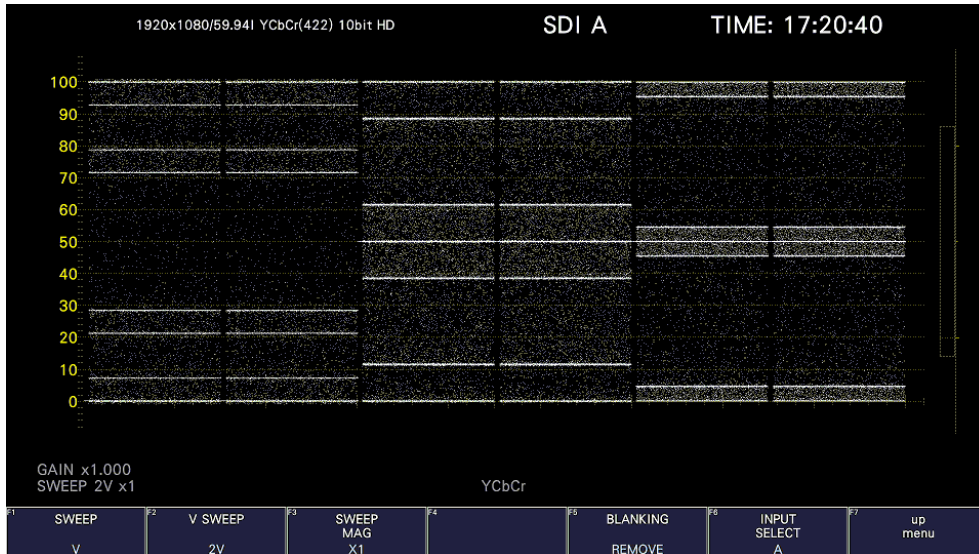 1920x1080/59.94I YCbCr(422) 10bit HD
SDI A
TIME: 17:20:40
100
90
80
70
60
50
40
30
20
10
0
GAIN x1.000
SWEEP 2V x1
YCbCr
F1 SWEEP V
F2 V SWEEP 2V
F3 SWEEP MAG X1
F4
F5 BLANKING REMOVE
F6 INPUT SELECT A
F7 up menu